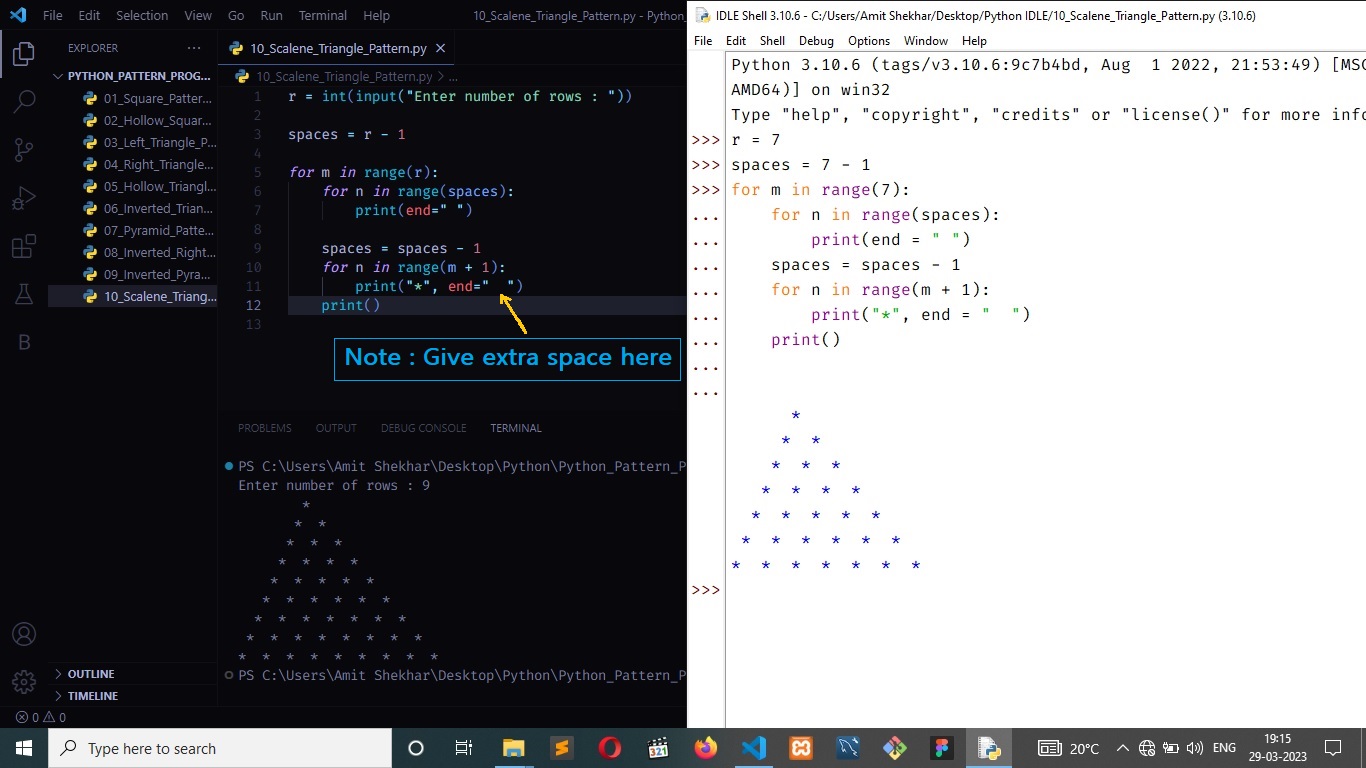 File Edit Selection View Go Run Terminal Help 10_Scalene_Triangle_Pattern.py - Python_
EXPLORER ...
PYTHON_PATTERN_PROG...
01_Square_Patter...
02_Hollow_Squar...
03_Left_Triangle_P...
04_Right_Triangle...
05_Hollow_Triangl...
06_Inverted_Trian...
07_Pyramid_Patte...
08_Inverted_Right...
09_Inverted_Pyra...
10_Scalene_Triang...
OUTLINE
TIMELINE
0 0
10_Scalene_Triangle_Pattern.py
10_Scalene_Triangle_Pattern.py > ...
1 r = int(input("Enter number of rows : "))
2
3 spaces = r - 1
4
5 for m in range(r):
6     for n in range(spaces):
7         print(end=" ")
8
9     spaces = spaces - 1
10     for n in range(m + 1):
11         print("*", end="  ")
12     print()
13
Note : Give extra space here
PROBLEMS OUTPUT DEBUG CONSOLE TERMINAL
PS C:\Users\Amit Shekhar\Desktop\Python\Python_Pattern_P
Enter number of rows : 9
        *
       *  *
      *  *  *
     *  *  *  *
    *  *  *  *  *
   *  *  *  *  *  *
  *  *  *  *  *  *  *
 *  *  *  *  *  *  *  *
*  *  *  *  *  *  *  *  *
PS C:\Users\Amit Shekhar\Desktop\Python\Python_Pattern_P
IDLE Shell 3.10.6 - C:/Users/Amit Shekhar/Desktop/Python IDLE/10_Scalene_Triangle_Pattern.py (3.10.6)
File Edit Shell Debug Options Window Help
Python 3.10.6 (tags/v3.10.6:9c7b4bd, Aug  1 2022, 21:53:49) [MSC
AMD64)] on win32
Type "help", "copyright", "credits" or "license()" for more info
>>> r = 7
>>> spaces = 7 - 1
>>> for m in range(7):
...     for n in range(spaces):
...         print(end = " ")
...     spaces = spaces - 1
...     for n in range(m + 1):
...         print("*", end = "  ")
...     print()
...
...
      *
     *  *
    *  *  *
   *  *  *  *
  *  *  *  *  *
 *  *  *  *  *  *
*  *  *  *  *  *  *
>>>
Type here to search
321
20°C
ENG
19:15
29-03-2023